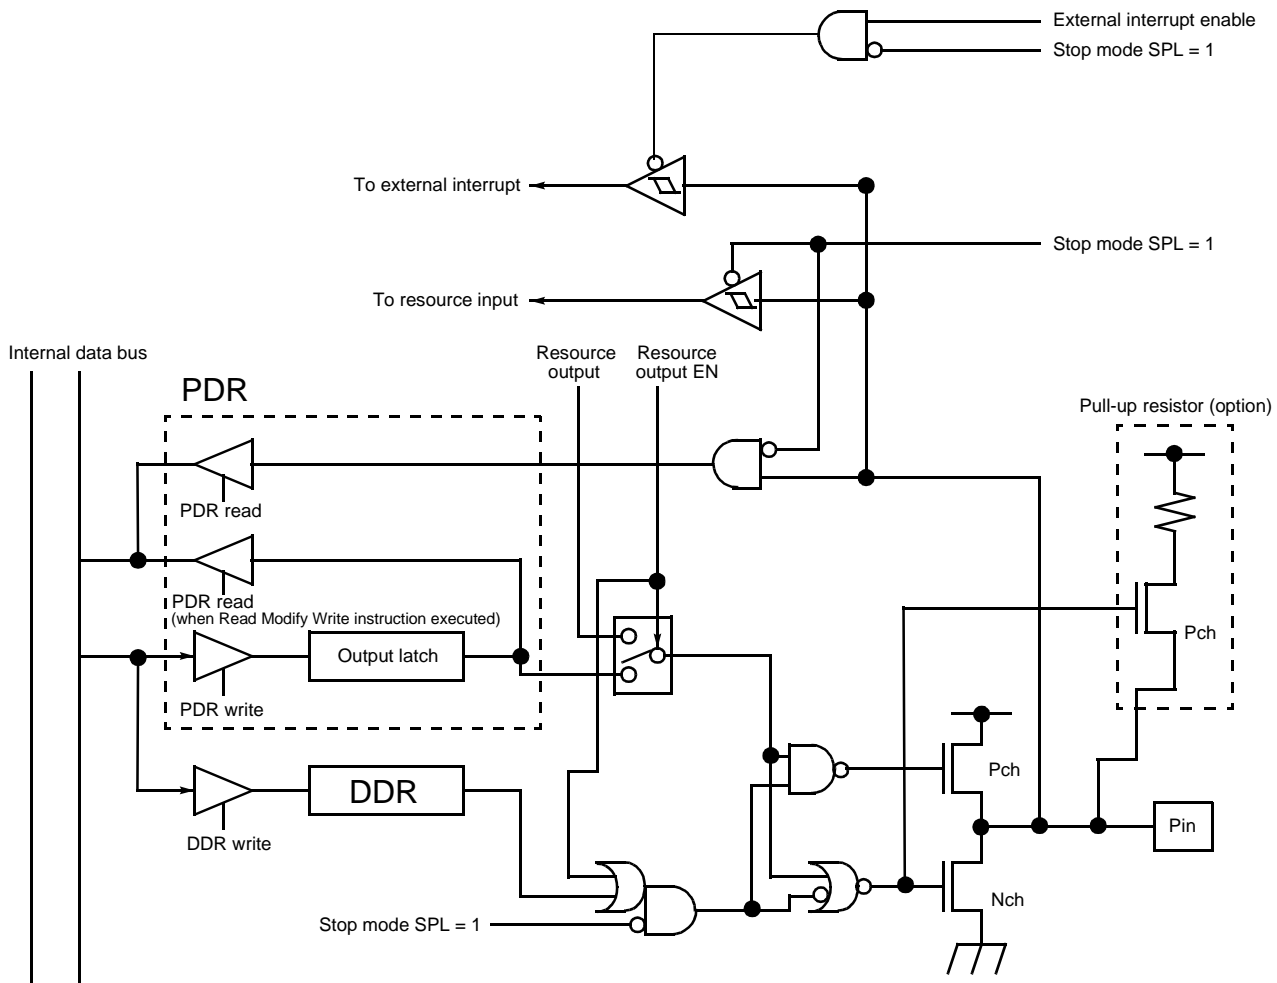 External interrupt enable
Stop mode SPL = 1
To external interrupt
Stop mode SPL = 1
To resource input
Internal data bus
Resource
output
Resource
output EN
PDR
Pull-up resistor (option)
PDR read
PDR read
(when Read Modify Write instruction executed)
Output latch
Pch
PDR write
DDR
Pch
Pin
DDR write
Nch
Stop mode SPL = 1